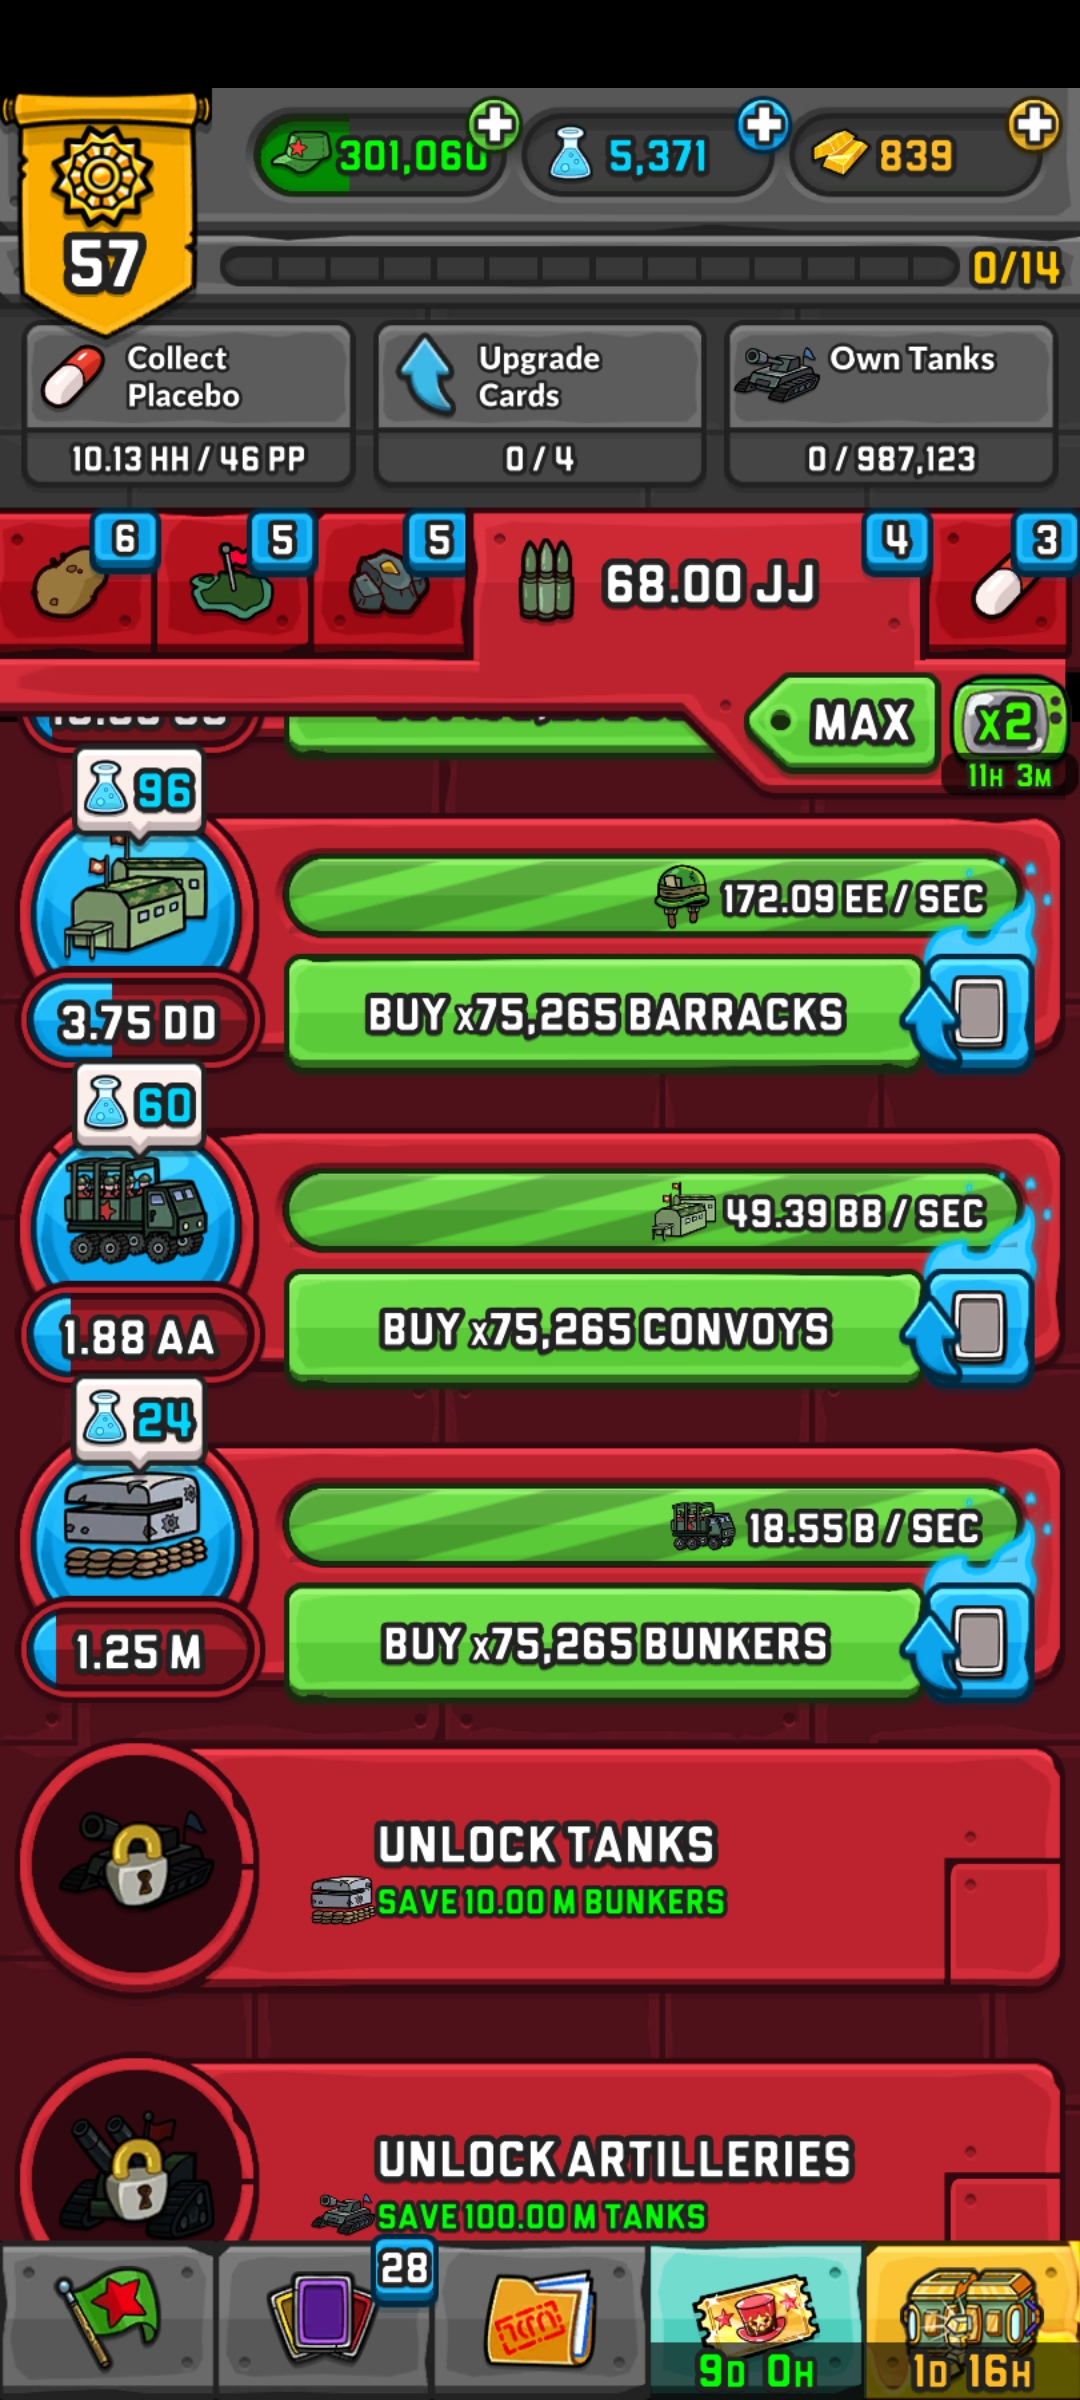 301,060
5,371
839
57
0/14
Collect
Placebo
10.13 HH / 46 PP
Upgrade
Cards
0 / 4
Own Tanks
0 / 987,123
6
5
5
68.00 JJ
4
3
MAX
x2
11H 3M
96
172.09 EE / SEC
BUY x75,265 BARRACKS
3.75 DD
60
49.39 BB / SEC
BUY x75,265 CONVOYS
1.88 AA
24
18.55 B / SEC
BUY x75,265 BUNKERS
1.25 M
UNLOCK TANKS
SAVE 10.00 M BUNKERS
UNLOCK ARTILLERIES
SAVE 100.00 M TANKS
28
9D 0H
1D 16H